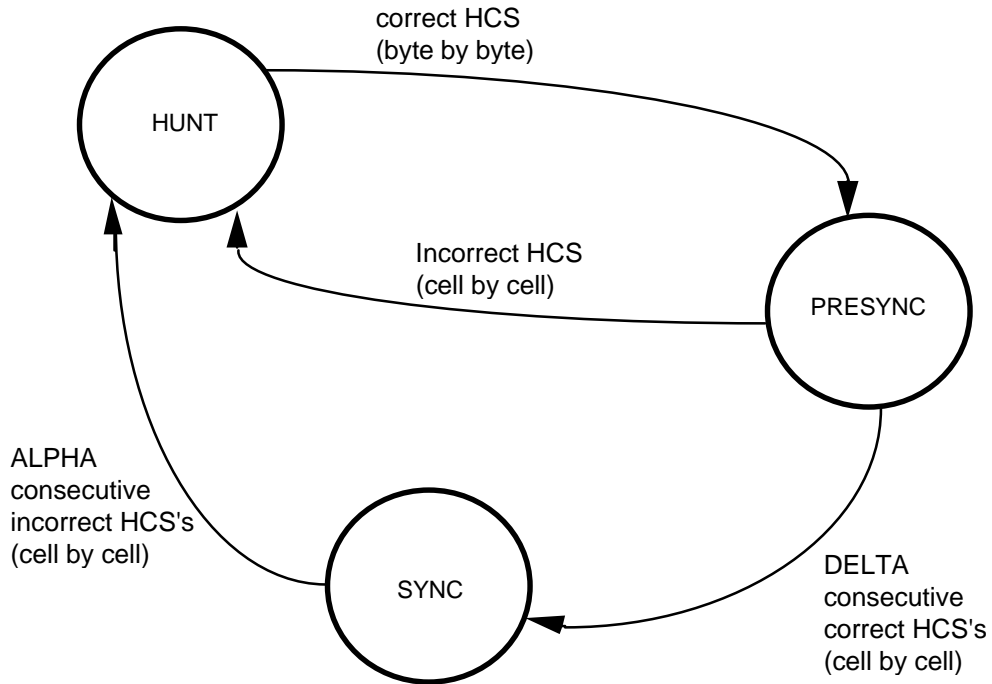 correct HCS
(byte by byte)
HUNT
Incorrect HCS
(cell by cell)
PRESYNC
ALPHA
consecutive
incorrect HCS's
(cell by cell)
SYNC
DELTA
consecutive
correct HCS's
(cell by cell)